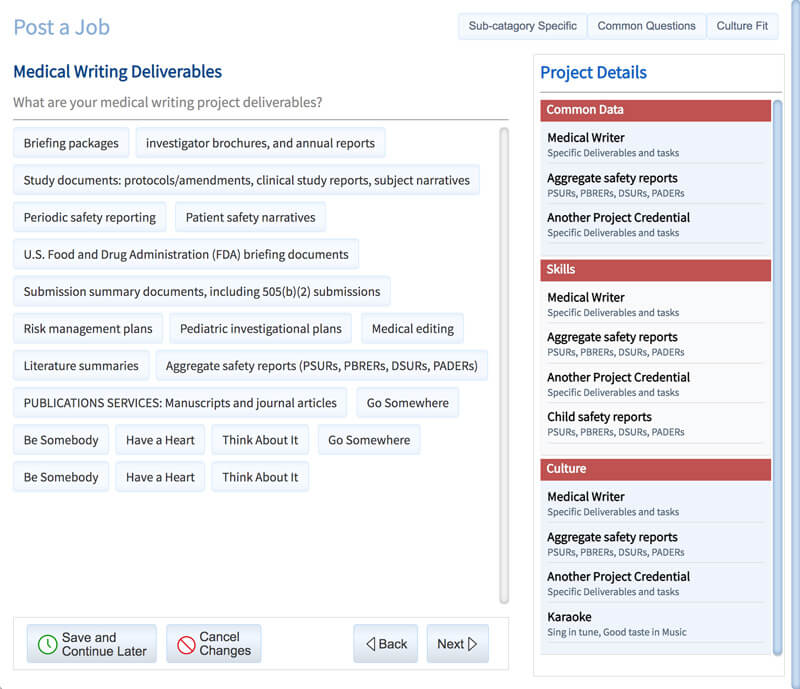 Post a Job
Sub-catagory Specific
Common Questions
Culture Fit
Medical Writing Deliverables
What are your medical writing project deliverables?
Briefing packages
investigator brochures, and annual reports
Study documents: protocols/amendments, clinical study reports, subject narratives
Periodic safety reporting
Patient safety narratives
U.S. Food and Drug Administration (FDA) briefing documents
Submission summary documents, including 505(b)(2) submissions
Risk management plans
Pediatric investigational plans
Medical editing
Literature summaries
Aggregate safety reports (PSURs, PBRERs, DSURs, PADERs)
PUBLICATIONS SERVICES: Manuscripts and journal articles
Go Somewhere
Be Somebody
Have a Heart
Think About It
Go Somewhere
Be Somebody
Have a Heart
Think About It
Save and
Continue Later
Cancel
Changes
Back
Next
Project Details
Common Data
Medical Writer
Specific Deliverables and tasks
Aggregate safety reports
PSURs, PBRERs, DSURs, PADERs
Another Project Credential
Specific Deliverables and tasks
Skills
Medical Writer
Specific Deliverables and tasks
Aggregate safety reports
PSURs, PBRERs, DSURs, PADERs
Another Project Credential
Specific Deliverables and tasks
Child safety reports
PSURs, PBRERs, DSURs, PADERs
Culture
Medical Writer
Specific Deliverables and tasks
Aggregate safety reports
PSURs, PBRERs, DSURs, PADERs
Another Project Credential
Specific Deliverables and tasks
Karaoke
Sing in tune, Good taste in Music